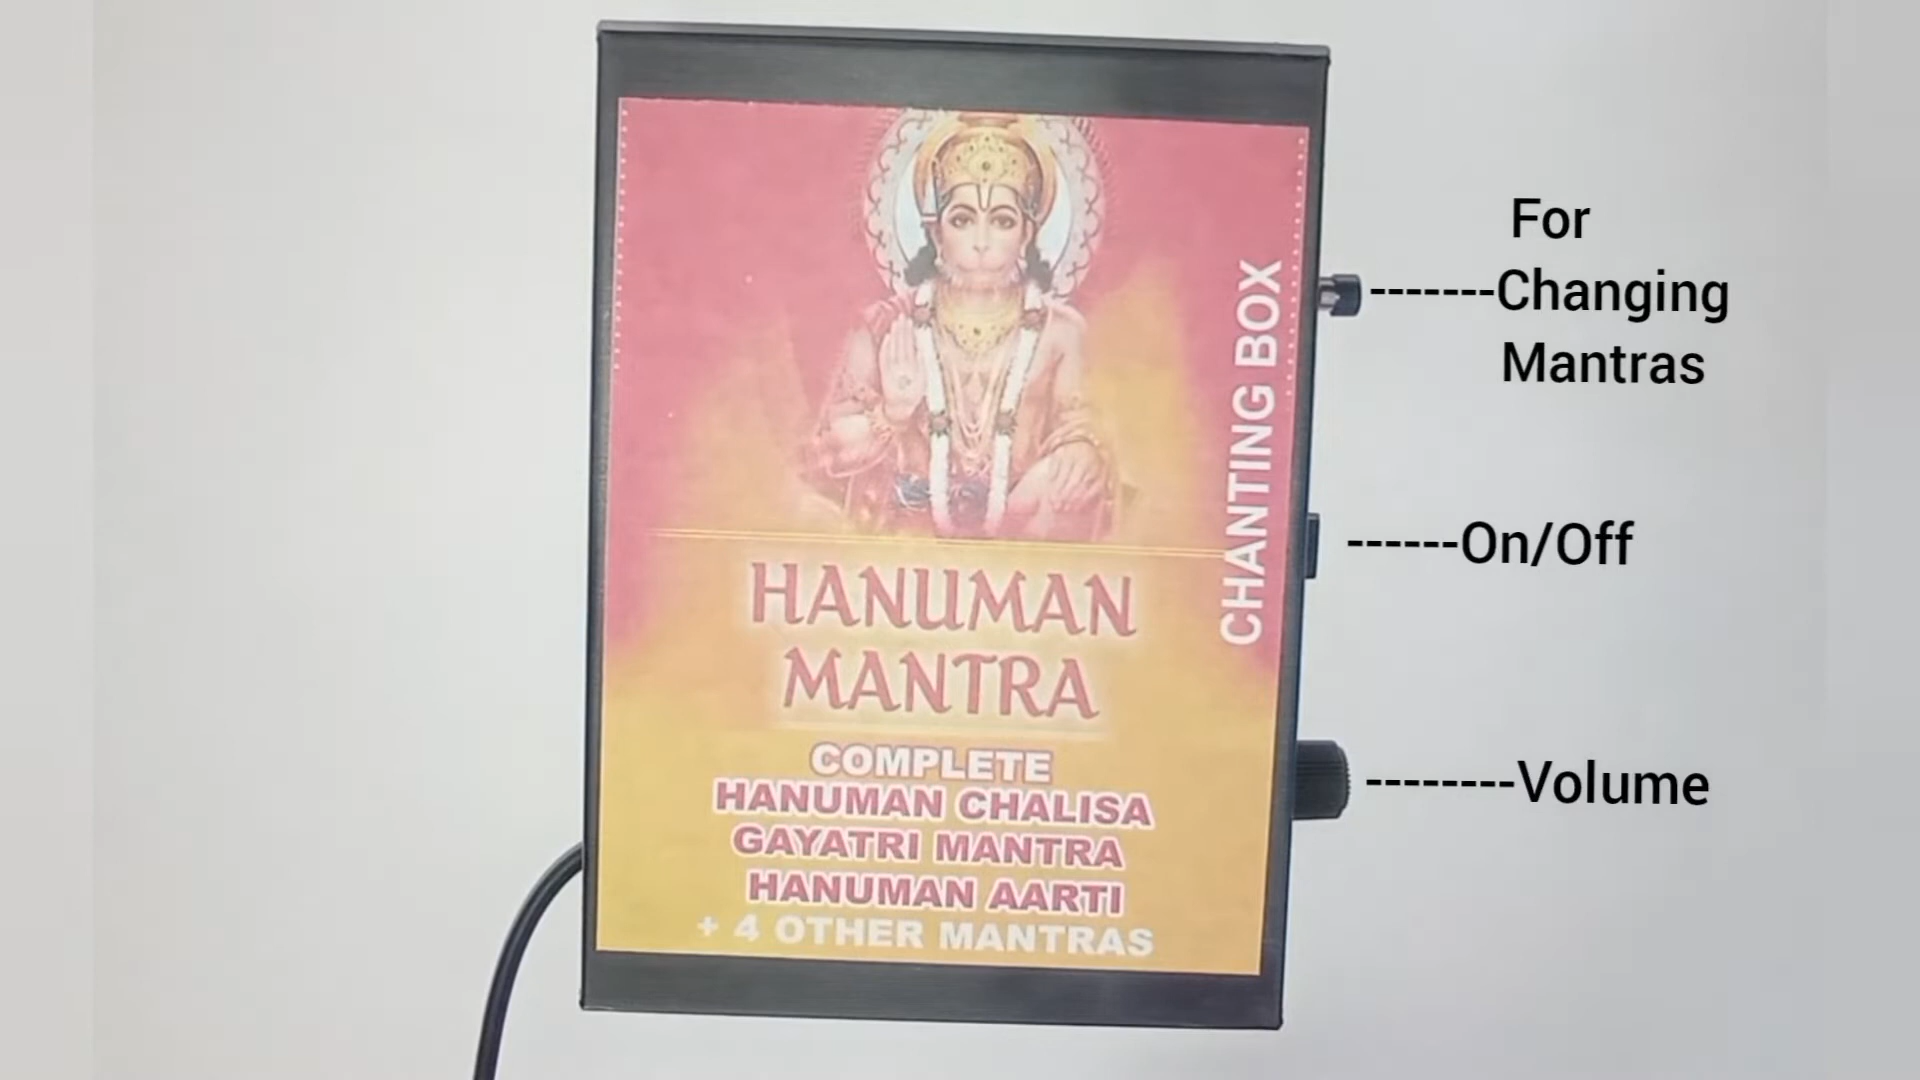 CHANTING BOX
HANUMAN
MANTRA
COMPLETE
HANUMAN CHALISA
GAYATRI MANTRA
HANUMAN AARTI
+ 4 OTHER MANTRAS
For
-------Changing
Mantras
------On/Off
--------Volume